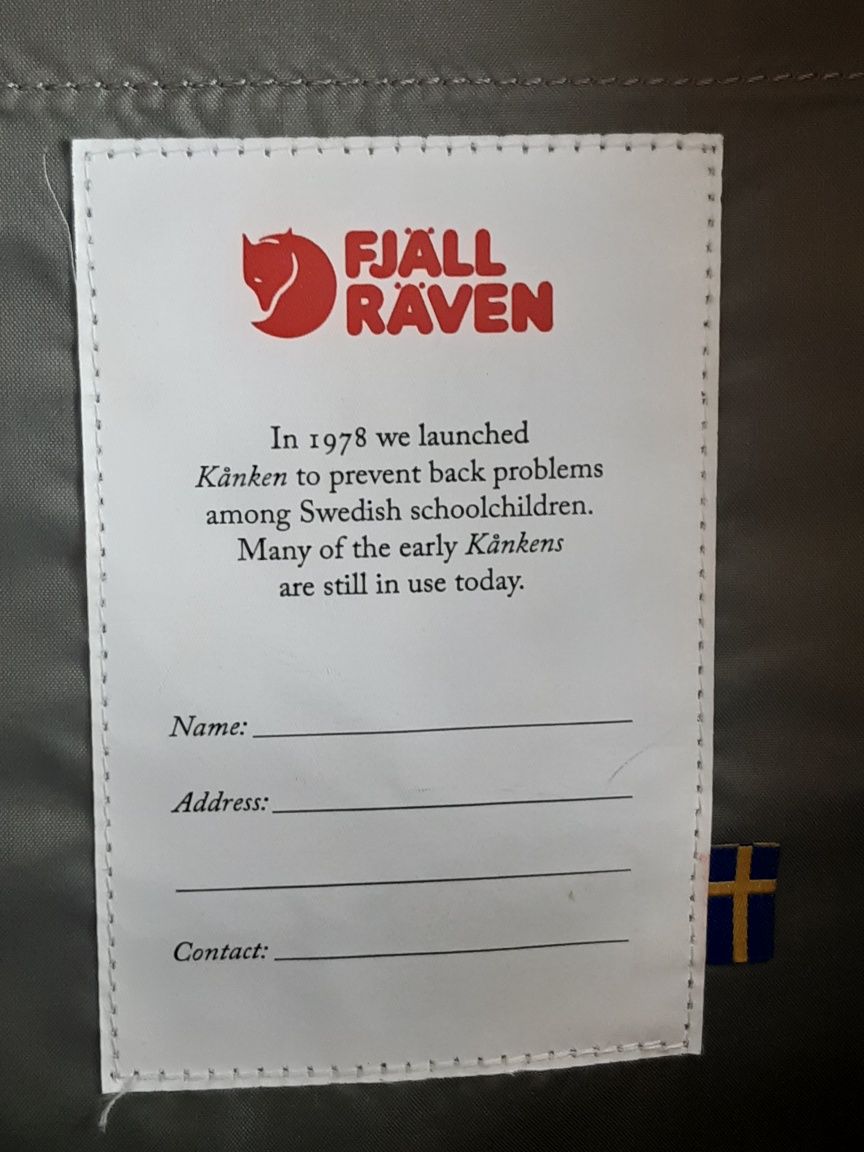 FJÄLL
RÄVEN
In 1978 we launched
Kånken to prevent back problems
among Swedish schoolchildren.
Many of the early Kånkens
are still in use today.
Name:
Address:
Contact: